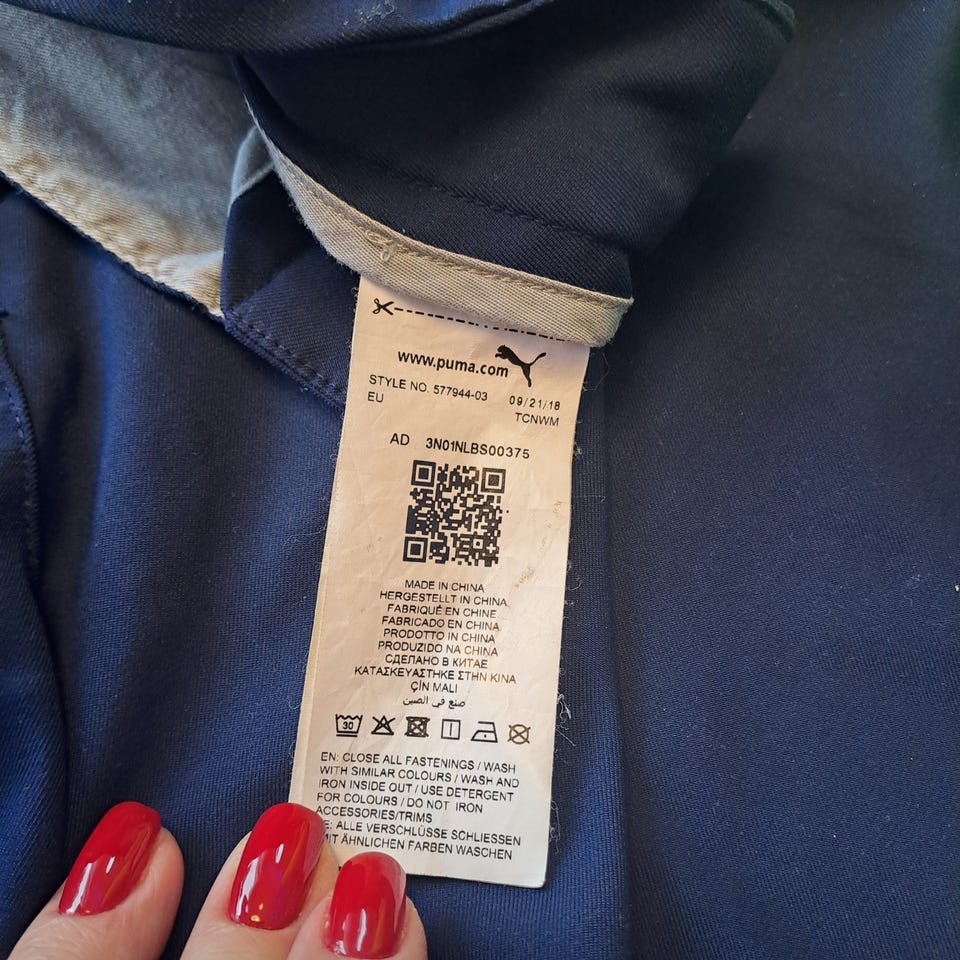 www.puma.com
STYLE NO. 577944-03 09/21/18
EU TCNWM
AD 3N01NLBS00375
MADE IN CHINA
HERGESTELLT IN CHINA
FABRIQUÉ EN CHINE
FABRICADO EN CHINA
PRODOTTO IN CHINA
PRODUZIDO NA CHINA
СДЕЛАНО В КИТАЕ
ΚΑΤΑΣΚΕΥΑΣΤΗΚΕ ΣΤΗΝ ΚΙΝΑ
ÇİN MALI
صنع في الصين
30
EN: CLOSE ALL FASTENINGS / WASH
WITH SIMILAR COLOURS / WASH AND
IRON INSIDE OUT / USE DETERGENT
FOR COLOURS / DO NOT IRON
ACCESSORIES/TRIMS
E: ALLE VERSCHLÜSSE SCHLIESSEN
MIT ÄHNLICHEN FARBEN WASCHEN